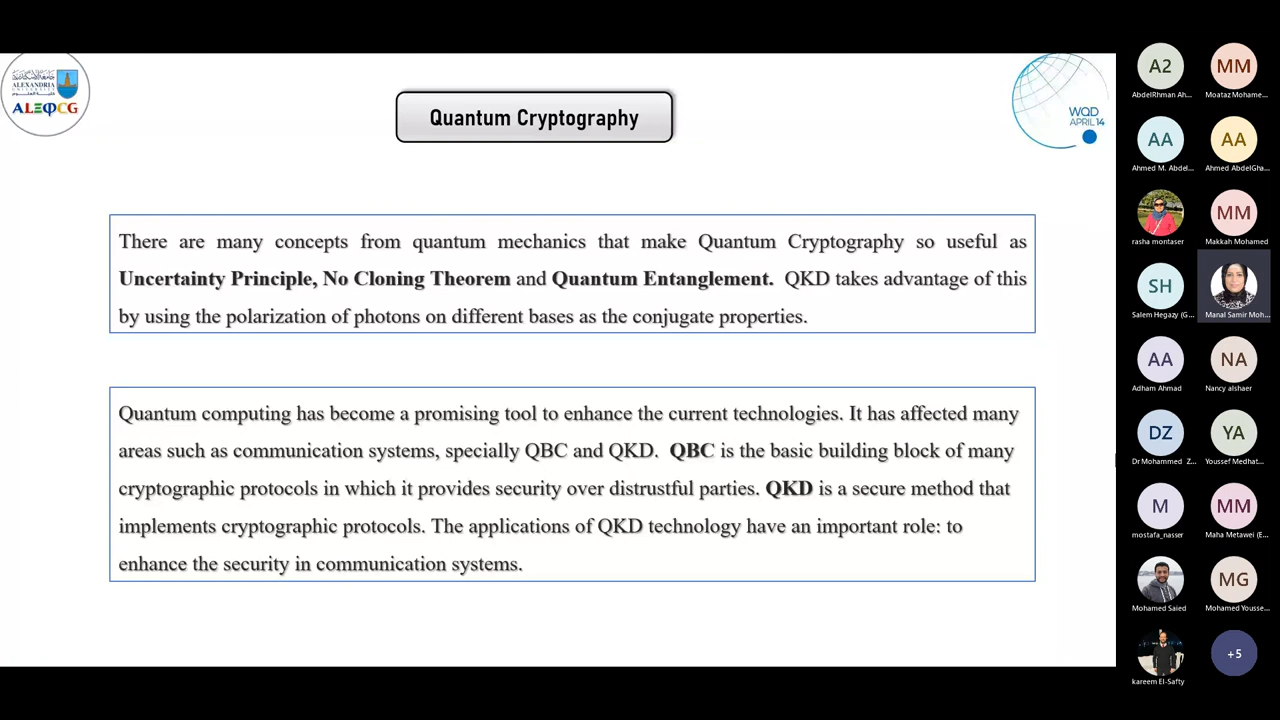 ALEXANDRIA
ALEΦCG
Quantum Cryptography
WQD
APRIL 14
There are many concepts from quantum mechanics that make Quantum Cryptography so useful as
Uncertainty Principle, No Cloning Theorem and Quantum Entanglement. QKD takes advantage of this
by using the polarization of photons on different bases as the conjugate properties.
Quantum computing has become a promising tool to enhance the current technologies. It has affected many
areas such as communication systems, specially QBC and QKD. QBC is the basic building block of many
cryptographic protocols in which it provides security over distrustful parties. QKD is a secure method that
implements cryptographic protocols. The applications of QKD technology have an important role: to
enhance the security in communication systems.
A2
MM
AbdelRhman Ah...
Moataz Mohame...
AA
AA
Ahmed M. Abdel...
Ahmed AbdelGha...
MM
rasha montaser
Makkah Mohamed
SH
Salem Hegazy (G...
Manal Samir Moh...
AA
NA
Adham Ahmad
Nancy alshaer
DZ
YA
Dr Mohammed Z...
Youssef Medhat...
M
MM
mostafa_nasser
Maha Metawei (E...
MG
Mohamed Saied
Mohamed Yousse...
+5
kareem El-Safty